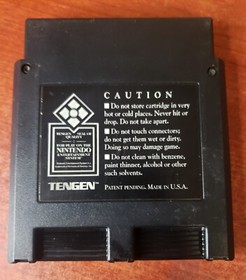 CAUTION
■ Do not store cartridge in very
hot or cold places. Never hit or
drop. Do not take apart.
■ Do not touch connectors;
do not get them wet or dirty.
Doing so may damage game.
■ Do not clean with benzene,
paint thinner, alcohol or other
such solvents.
TENGEN SEAL OF
QUALITY
FOR PLAY ON THE
NINTENDO
ENTERTAINMENT
SYSTEM
TENGEN™
PATENT PENDING. MADE IN U.S.A.